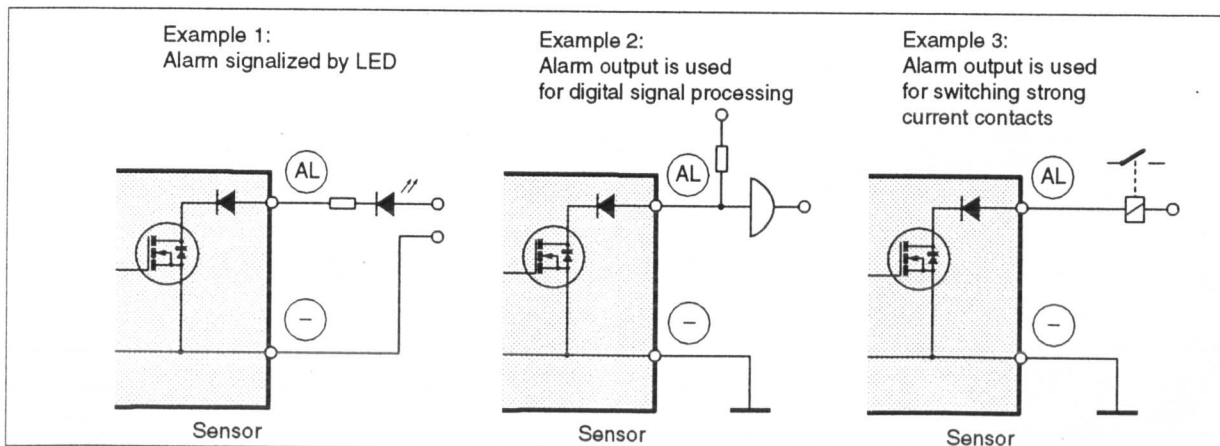 Example 1:
Alarm signalized by LED
AL
−
Sensor
Example 2:
Alarm output is used
for digital signal processing
AL
−
Sensor
Example 3:
Alarm output is used
for switching strong
current contacts
AL
−
Sensor